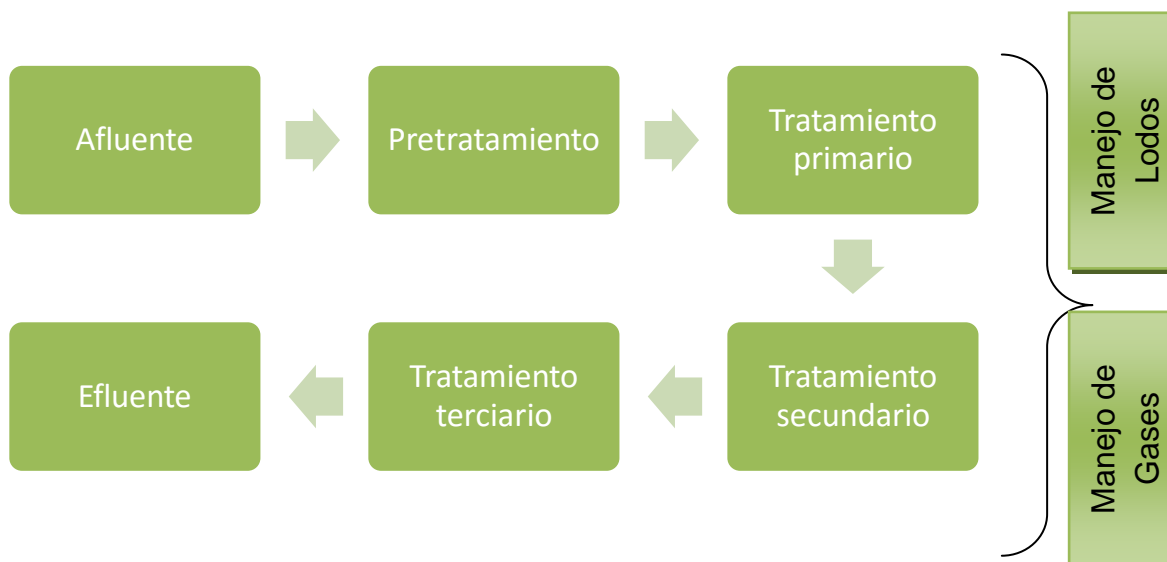 Afluente
Pretratamiento
Tratamiento
primario
Efluente
Tratamiento
terciario
Tratamiento
secundario
Manejo de
Lodos
Manejo de
Gases